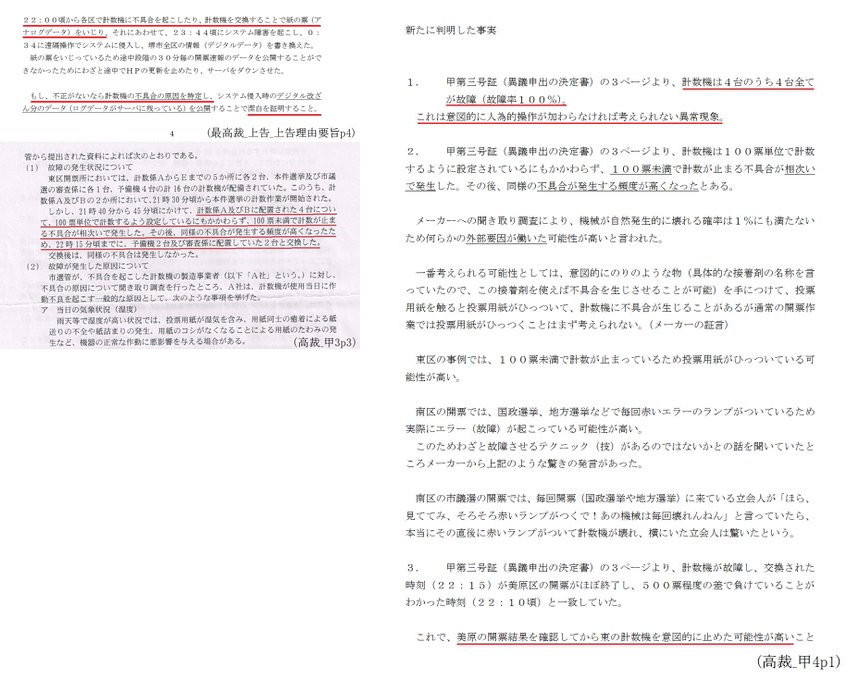 ２２：００頃から各区で計数機に不具合を起こしたり、計数機を交換することで紙の票（ア
ナログデータ）をいじり、それにあわせて、２３：４４頃にシステム障害を起こし、０：
３４に遠隔操作でシステムに侵入し、堺市全区の情報（デジタルデータ）を書き換えた。
紙の票をいじっているため途中段階の３０分毎の開票速報のデータを公開することがで
きなかったためにわざと途中でＨＰの更新を止めたり、サーバをダウンさせた。
もし、不正がないなら計数機の不具合の原因を特定し、システム侵入時のデジタル改ざ
ん分のデータ（ログデータがサーバに残っている）を公開することで潔白を証明すること。
4
(最高裁_上告_上告理由要旨p4)
管から提出された資料によれば次のとおりである。
(1)　故障の発生状況について
東区開票所においては、計数係ＡからＥまでの５か所に各２台、本件選挙及び市議
選の審査係に各１台、予備機４台の計 16 台の計数機が配備されていた。このうち、計
数係Ａ及びＢの２か所において、21 時 30 分頃から本件選挙の計数作業が開始された。
しかし、21 時 40 分から 45 分頃にかけて、計数係Ａ及びＢに配置された４台につい
て、100 票単位で計数するよう設定しているにもかかわらず、100 票未満で計数が止ま
る不具合が相次いで発生した。その後、同様の不具合が発生する頻度が高くなったた
め、22 時 15 分頃までに、予備機２台及び審査係に配置していた２台と交換した。
交換後は、同様の不具合は発生しなかった。
(2)　故障が発生した原因について
市選管が、不具合を起こした計数機の製造事業者（以下「Ａ社」という。）に対し、
不具合の原因について聞き取り調査を行ったところ、Ａ社は、計数機が使用当日に作
動不良を起こす一般的な原因として、次のような事項を挙げた。
ア　当日の気象状況（湿度）
雨天等で湿度が高い状況では、投票用紙が湿気を含み、用紙同士の癒着による紙
送りの不全や紙詰まりの発生、用紙のコシがなくなることによる用紙のたわみの発
生など、機器の正常な作動に悪影響を与える場合がある。
(高裁_甲3p3)
新たに判明した事実
１．　甲第三号証（異議申出の決定書）の３ページより、計数機は４台のうち４台全て
が故障（故障率１００％）。
これは意図的に人為的操作が加わらなければ考えられない異常現象。
２．　甲第三号証（異議申出の決定書）の３ページより、計数機は１００票単位で計数
するように設定されているにもかかわらず、１００票未満で計数が止まる不具合が相次い
で発生した。その後、同様の不具合が発生する頻度が高くなったとある。
メーカーへの聞き取り調査により、機械が自然発生的に壊れる確率は１％にも満たない
ため何らかの外部要因が働いた可能性が高いと言われた。
一番考えられる可能性としては、意図的にのりのような物（具体的な接着剤の名称を言
っていたので、この接着剤を使えば不具合を生じさせることが可能）を手につけて、投票
用紙を触ると投票用紙がひっついて、計数機に不具合が生じることがあるが通常の開票作
業では投票用紙がひっつくことはまず考えられない。（メーカーの証言）
東区の事例では、１００票未満で計数が止まっているため投票用紙がひっついている可
能性が高い。
南区の開票では、国政選挙、地方選挙などで毎回赤いエラーのランプがついているため
実際にエラー（故障）が起こっている可能性が高い。
このためわざと故障させるテクニック（技）があるのではないかとの話を聞いていたと
ころメーカーから上記のような驚きの発言があった。
南区の市議選の開票では、毎回開票（国政選挙や地方選挙）に来ている立会人が「ほら、
見ててみ、そろそろ赤いランプがつくで！あの機械は毎回壊れんねん」と言っていたら、
本当にその直後に赤いランプがついて計数機が壊れ、横にいた立会人は驚いたという。
３．　甲第三号証（異議申出の決定書）の３ページより、計数機が故障し、交換された
時刻（２２：１５）が美原区の開票がほぼ終了し、５００票程度の差で負けていることが
わかった時刻（２２：１０頃）と一致していた。
これで、美原の開票結果を確認してから東の計数機を意図的に止めた可能性が高いこと
(高裁_甲4p1)